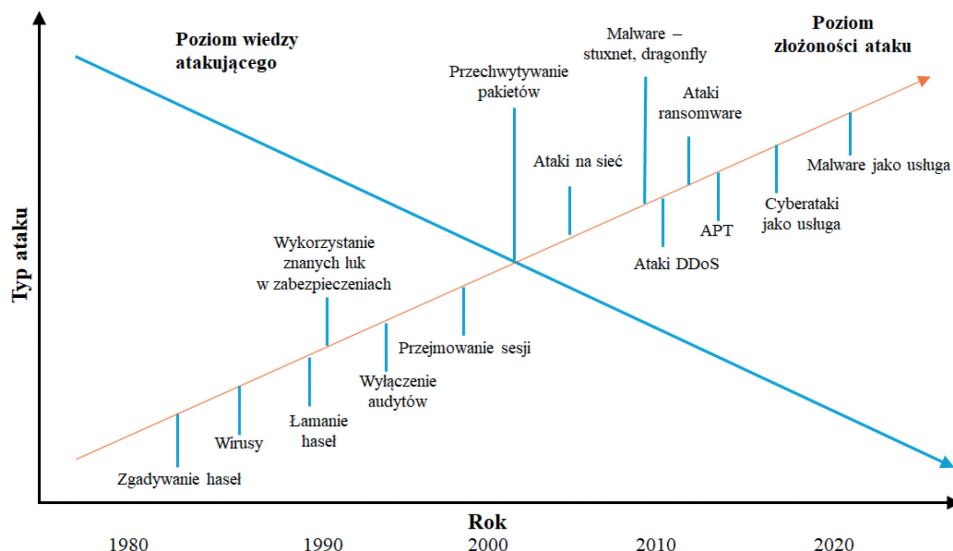 Poziom wiedzy
atakującego
Przechwytywanie
pakietów
Malware –
stuxnet, dragonfly
Poziom
złożoności ataku
Ataki
ransomware
Ataki na sieć
Malware jako usługa
Cyberataki
jako usługa
APT
Ataki DDoS
Wykorzystanie
znanych luk
w zabezpieczeniach
Przejmowanie sesji
Wyłączenie
audytów
Łamanie
haseł
Wirusy
Zgadywanie haseł
Typ ataku
Rok
1980 1990 2000 2010 2020